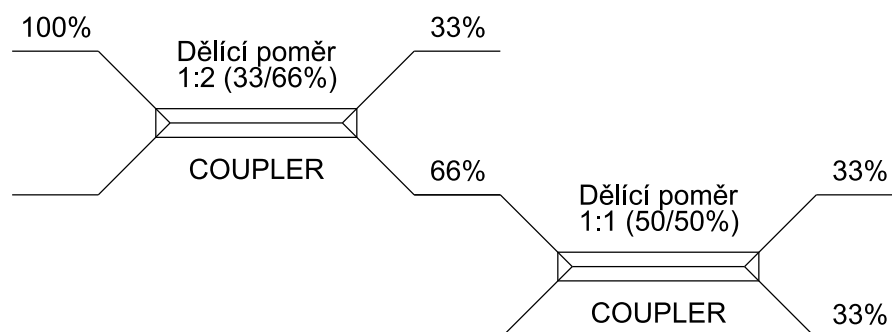 100%
Dělící poměr
1:2 (33/66%)
33%
COUPLER
66%
Dělící poměr
1:1 (50/50%)
33%
COUPLER
33%